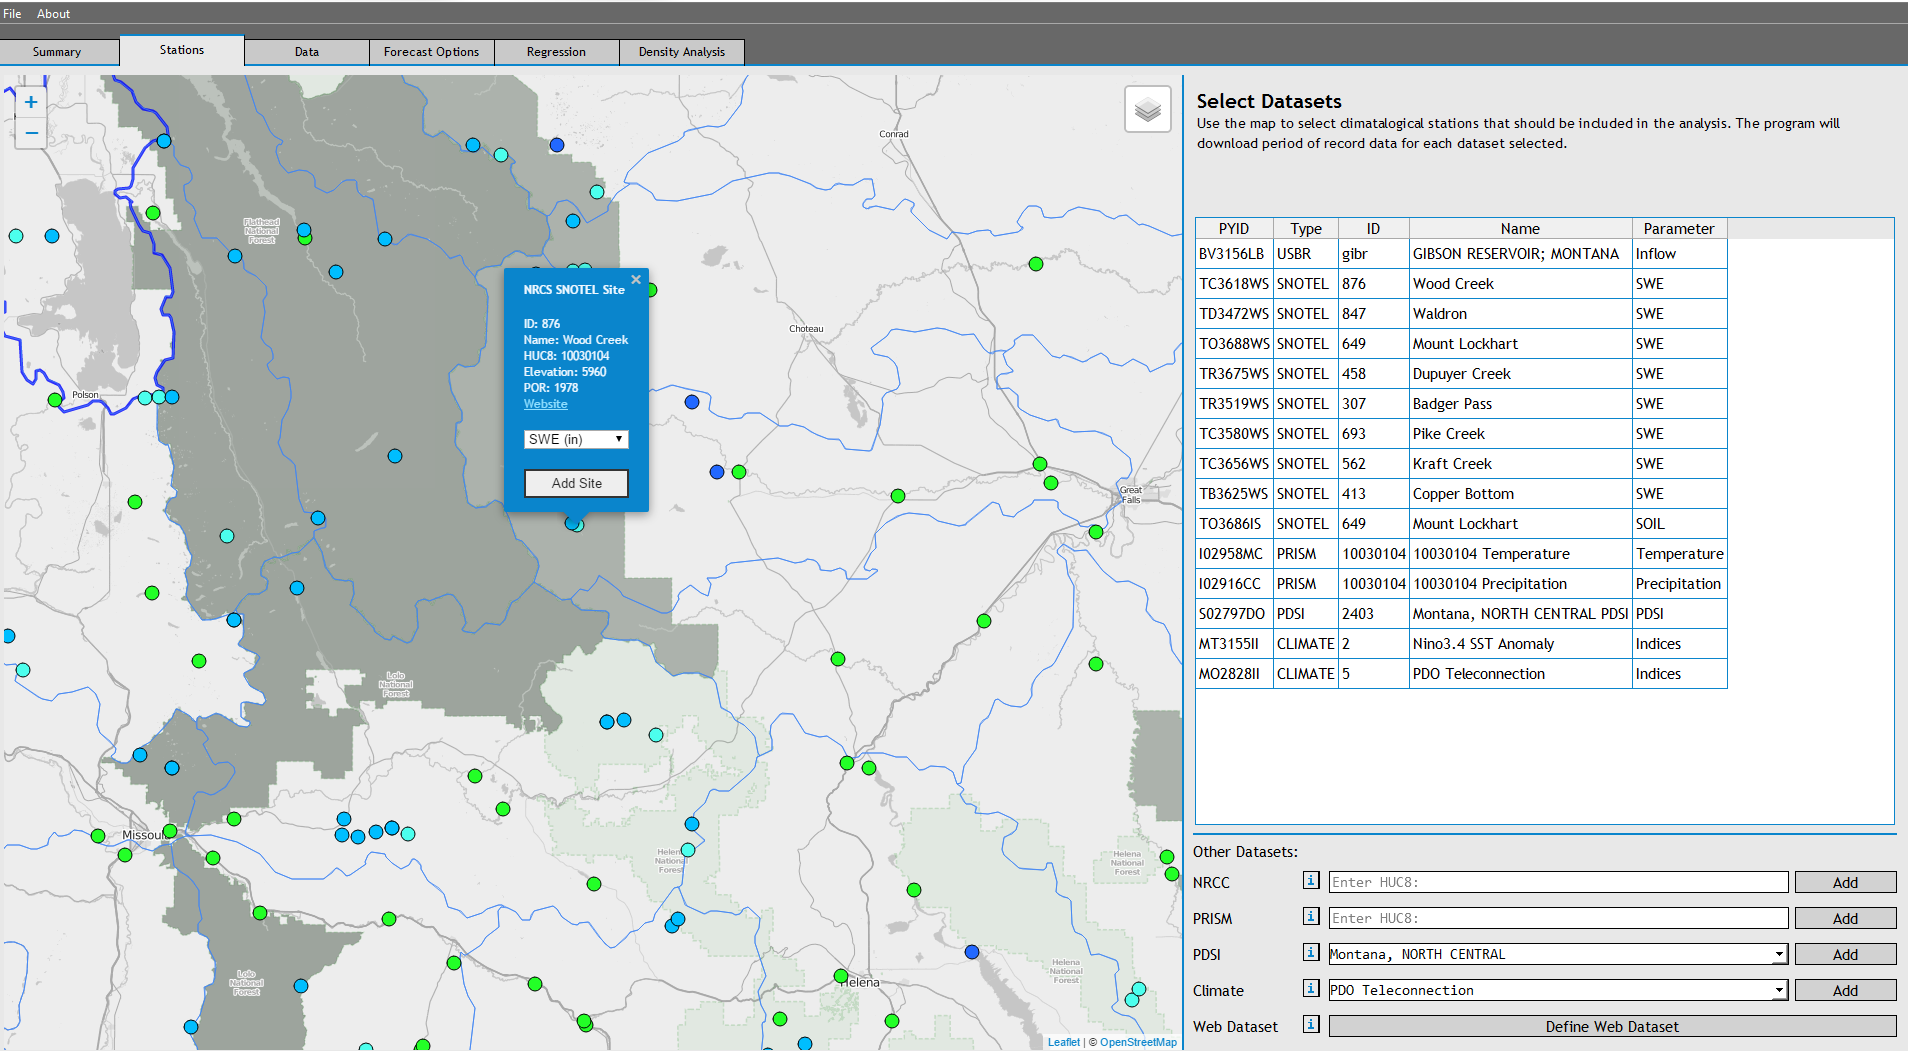 File About
Summary Stations Data Forecast Options Regression Density Analysis
+
−
Conrad
Flathead
National
Forest
Choteau
Polson
Great
Falls
Lolo
National
Forest
Missoula
Helena
National
Forest
Helena
National
Forest
Lolo
National
Forest
Helena
National
Forest
Helena
Leaflet | © OpenStreetMap
NRCS SNOTEL Site ×
ID: 876
Name: Wood Creek
HUC8: 10030104
Elevation: 5960
POR: 1978
Website
SWE (in)
Add Site
Select Datasets
Use the map to select climatalogical stations that should be included in the analysis. The program will
download period of record data for each dataset selected.
PYID Type ID Name Parameter
BV3156LB USBR gibr GIBSON RESERVOIR; MONTANA Inflow
TC3618WS SNOTEL 876 Wood Creek SWE
TD3472WS SNOTEL 847 Waldron SWE
TO3688WS SNOTEL 649 Mount Lockhart SWE
TR3675WS SNOTEL 458 Dupuyer Creek SWE
TR3519WS SNOTEL 307 Badger Pass SWE
TC3580WS SNOTEL 693 Pike Creek SWE
TC3656WS SNOTEL 562 Kraft Creek SWE
TB3625WS SNOTEL 413 Copper Bottom SWE
TO3686IS SNOTEL 649 Mount Lockhart SOIL
I02958MC PRISM 10030104 10030104 Temperature Temperature
I02916CC PRISM 10030104 10030104 Precipitation Precipitation
S02797DO PDSI 2403 Montana, NORTH CENTRAL PDSI PDSI
MT3155II CLIMATE 2 Nino3.4 SST Anomaly Indices
MO2828II CLIMATE 5 PDO Teleconnection Indices
Other Datasets:
NRCC i Enter HUC8: Add
PRISM i Enter HUC8: Add
PDSI i Montana, NORTH CENTRAL Add
Climate i PDO Teleconnection Add
Web Dataset i Define Web Dataset